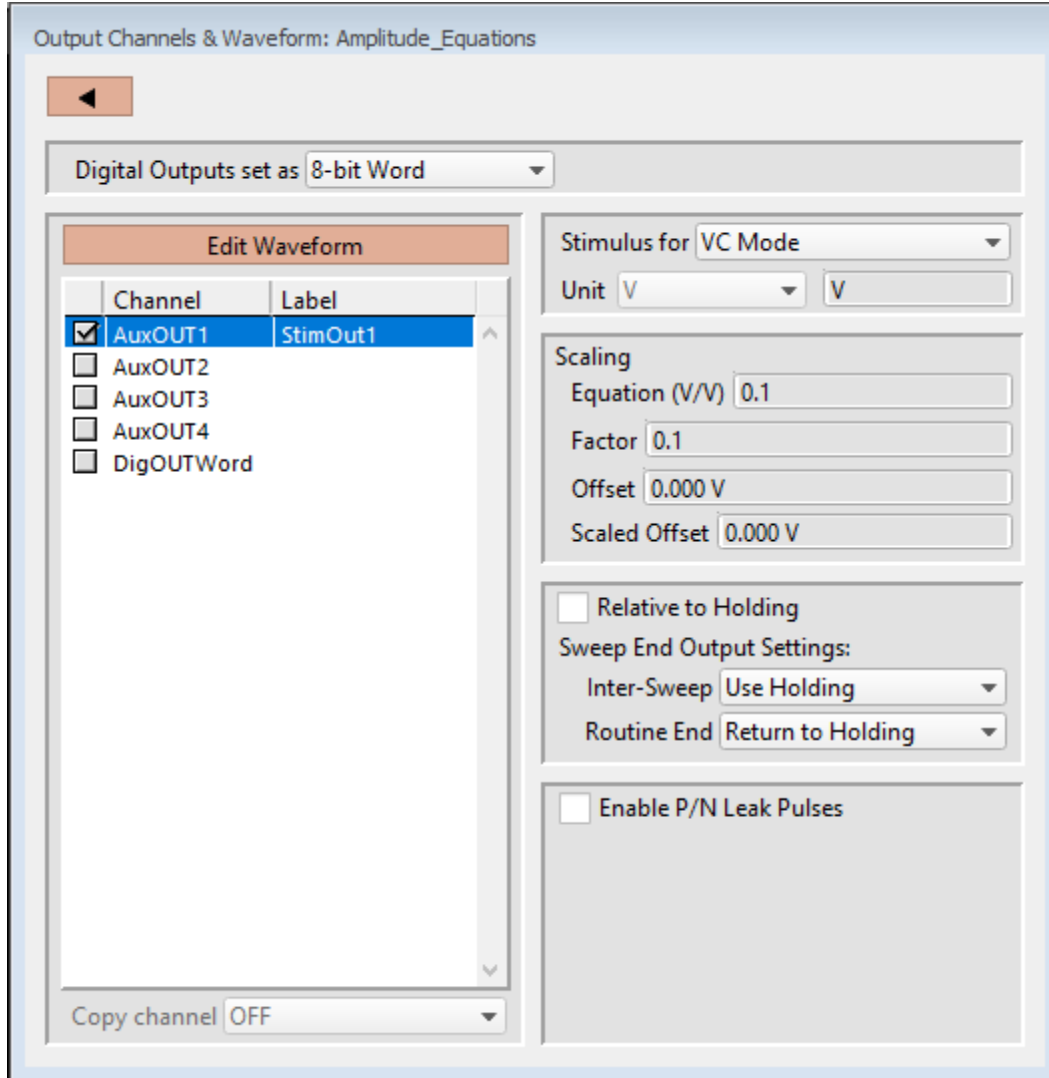 Output Channels & Waveform: Amplitude_Equations
Digital Outputs set as 8-bit Word
Edit Waveform
Channel Label
AuxOUT1 StimOut1
AuxOUT2
AuxOUT3
AuxOUT4
DigOUTWord
Copy channel OFF
Stimulus for VC Mode
Unit V V
Scaling
Equation (V/V) 0.1
Factor 0.1
Offset 0.000 V
Scaled Offset 0.000 V
Relative to Holding
Sweep End Output Settings:
Inter-Sweep Use Holding
Routine End Return to Holding
Enable P/N Leak Pulses